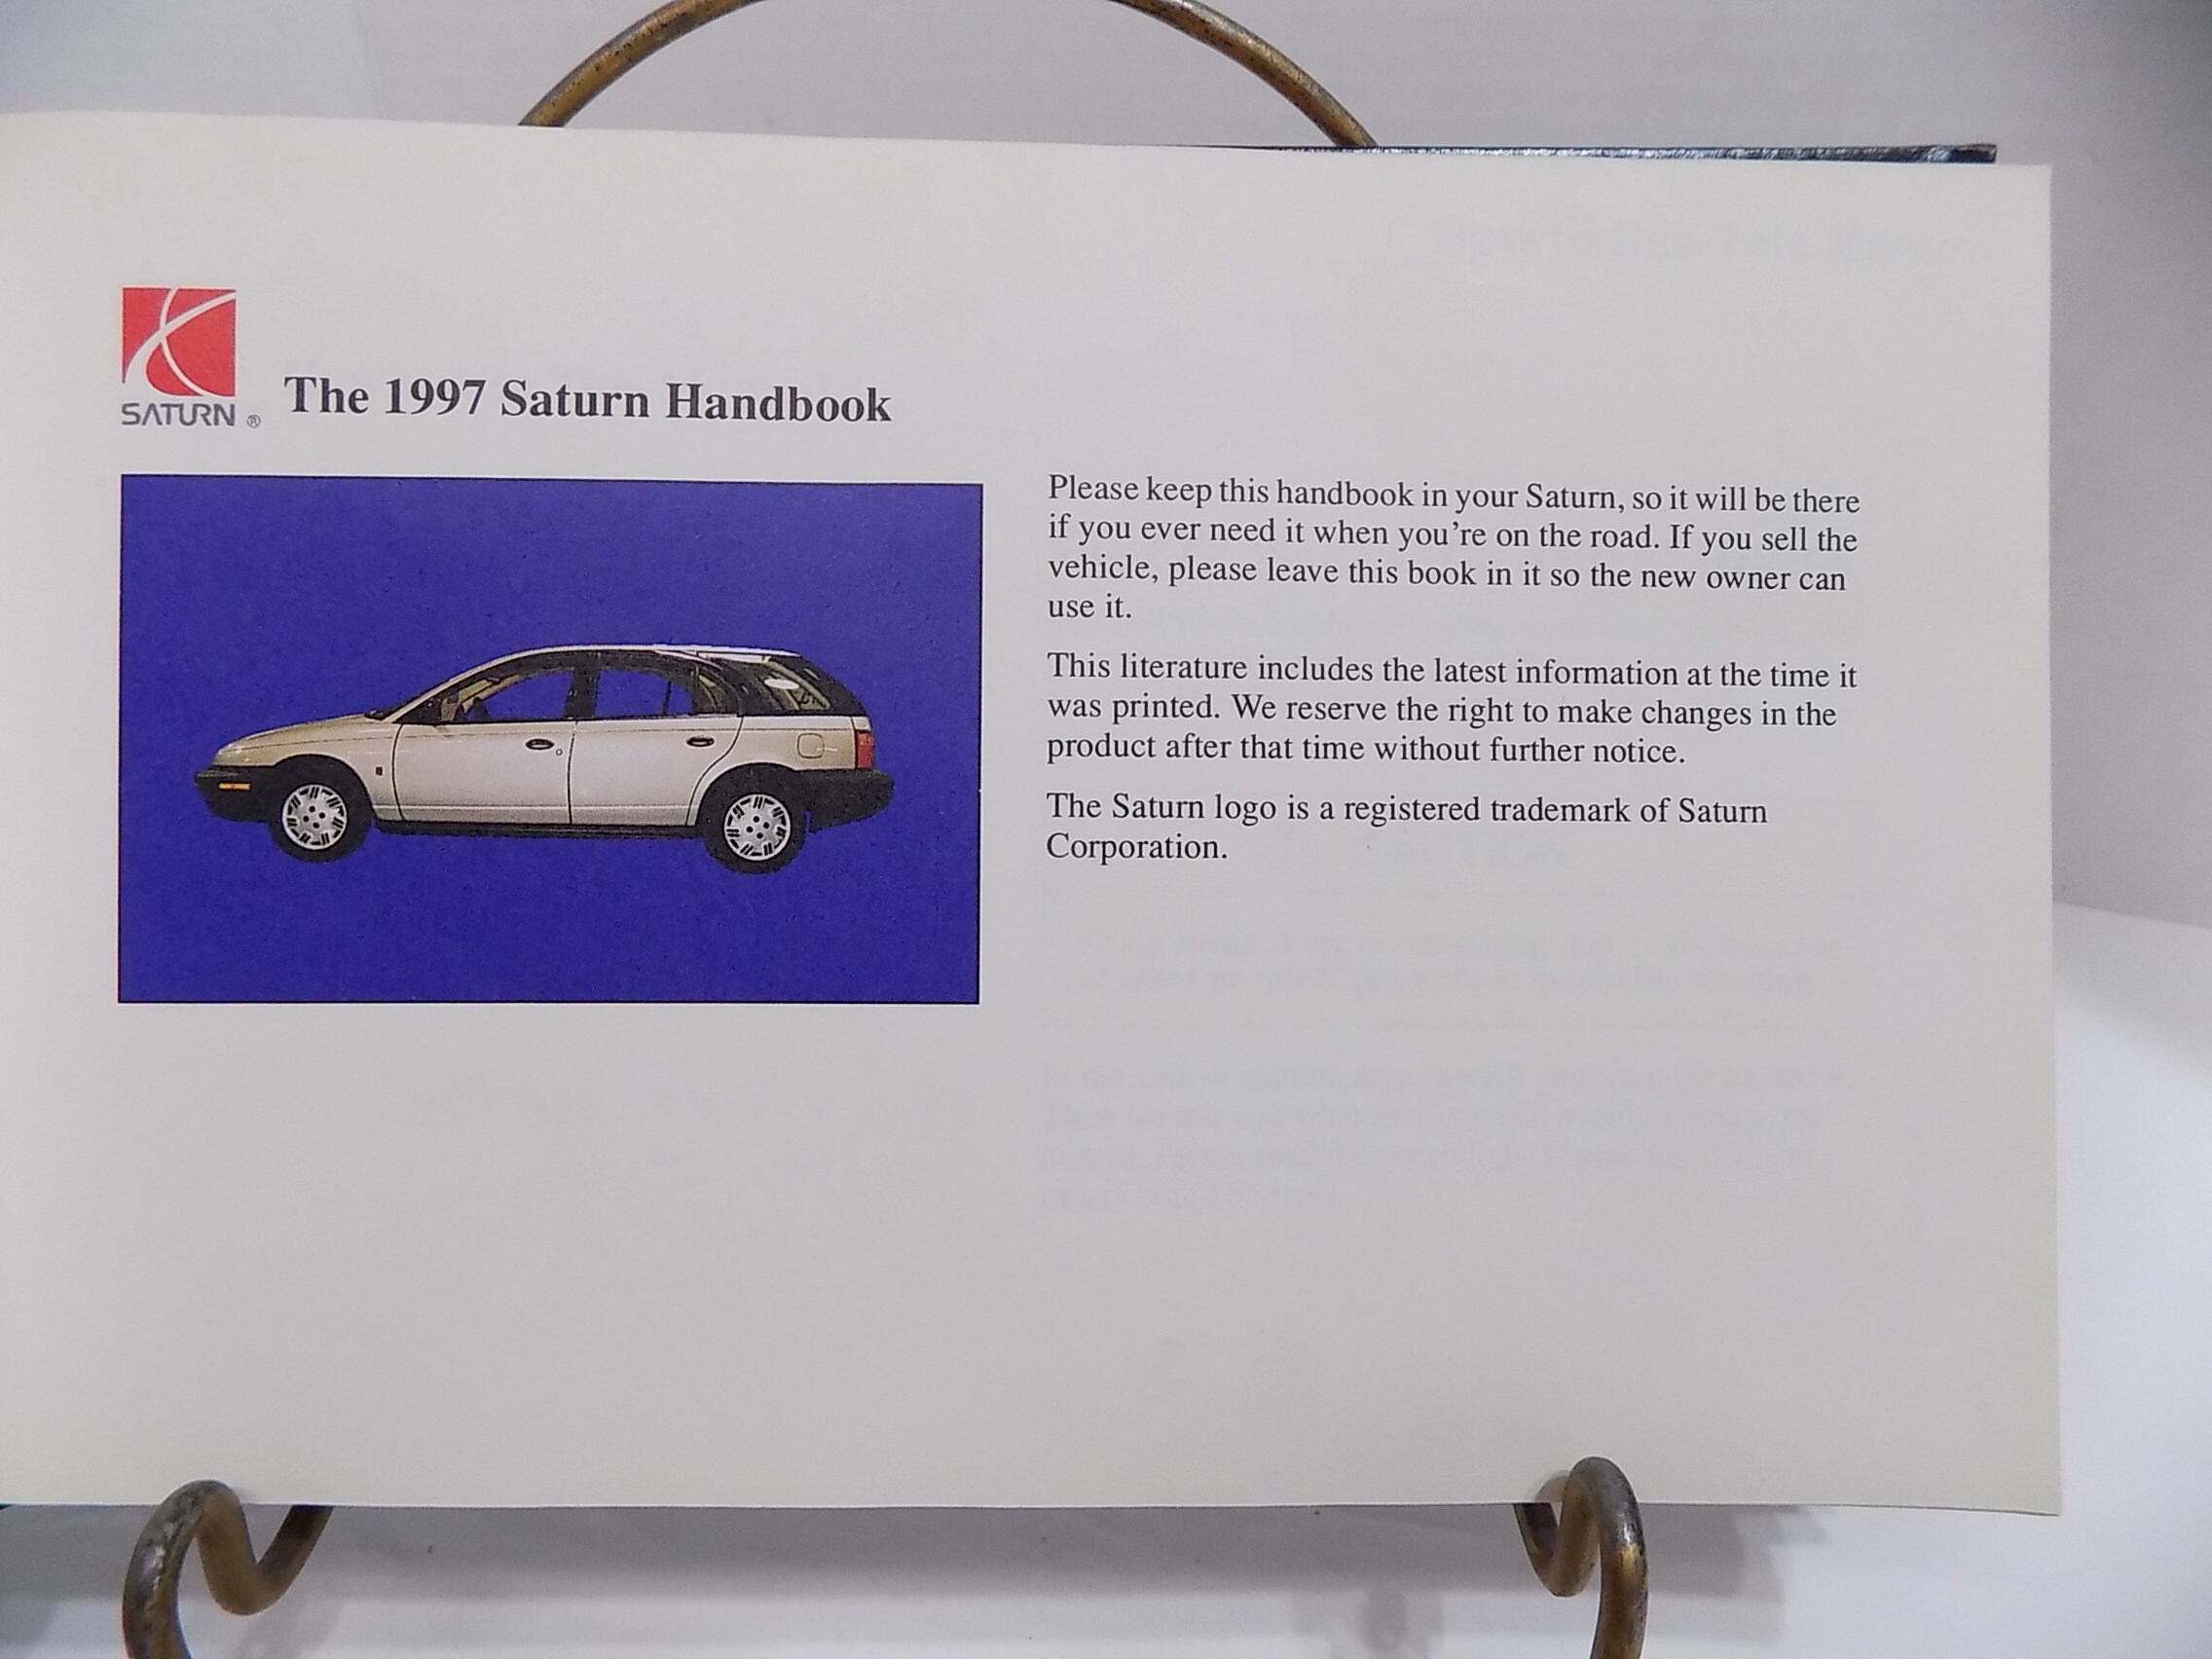 SATURN ®
The 1997 Saturn Handbook
Please keep this handbook in your Saturn, so it will be there
if you ever need it when you're on the road. If you sell the
vehicle, please leave this book in it so the new owner can
use it.
This literature includes the latest information at the time it
was printed. We reserve the right to make changes in the
product after that time without further notice.
The Saturn logo is a registered trademark of Saturn
Corporation.